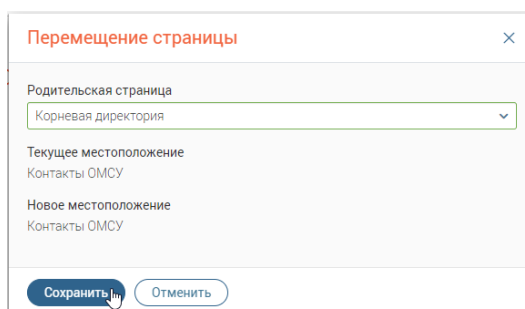 Перемещение страницы
Родительская страница
Корневая директория
Текущее местоположение
Контакты ОМСУ
Новое местоположение
Контакты ОМСУ
Сохранить Отменить